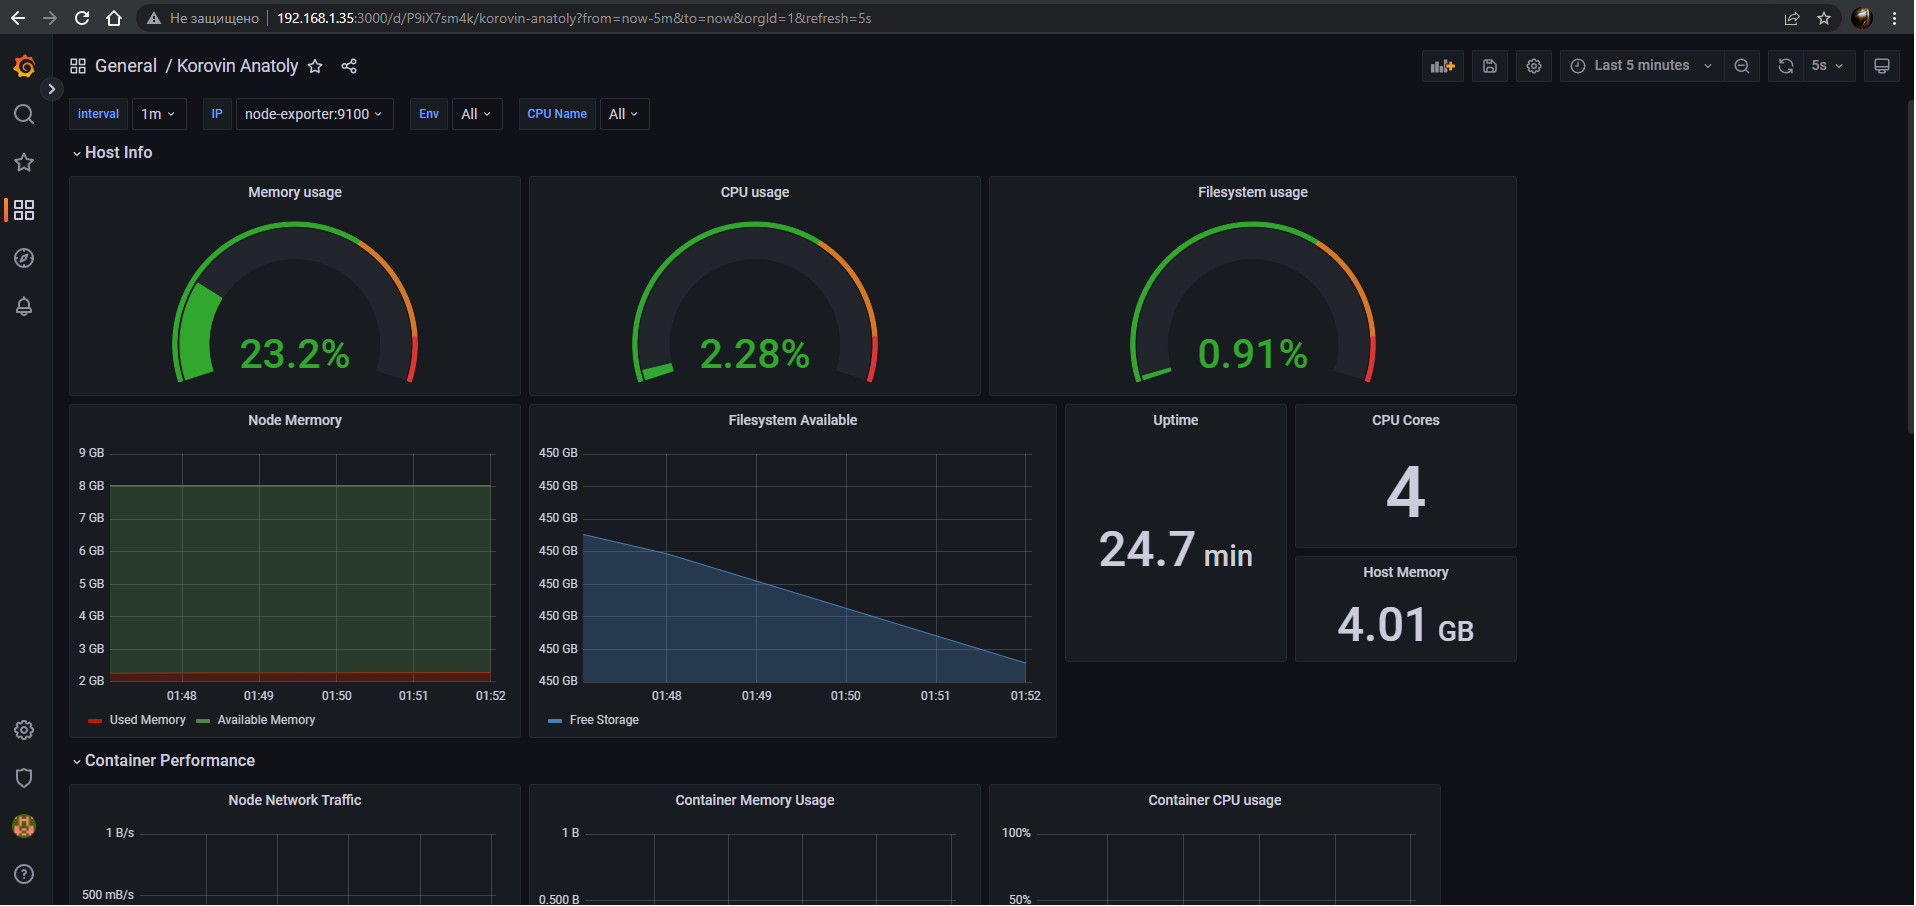 Не защищено 192.168.1.35:3000/d/P9iX7sm4k/korovin-anatoly?from=now-5m&to=now&orgId=1&refresh=5s
General / Korovin Anatoly
Last 5 minutes
5s
interval 1m IP node-exporter:9100 Env All CPU Name All
Host Info
Memory usage
23.2%
CPU usage
2.28%
Filesystem usage
0.91%
Node Mermory
9 GB
8 GB
7 GB
6 GB
5 GB
4 GB
3 GB
2 GB
01:48 01:49 01:50 01:51 01:52
Used Memory Available Memory
Filesystem Available
450 GB
450 GB
450 GB
450 GB
450 GB
450 GB
450 GB
450 GB
01:48 01:49 01:50 01:51 01:52
Free Storage
Uptime
24.7 min
CPU Cores
4
Host Memory
4.01 GB
Container Performance
Node Network Traffic
1 B/s
500 mB/s
Container Memory Usage
1 B
0.500 B
Container CPU usage
100%
50%